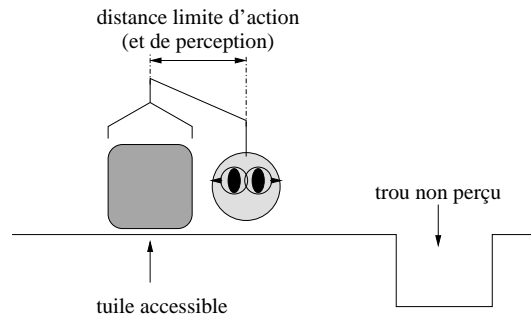 distance limite d'action
(et de perception)
trou non perçu
tuile accessible